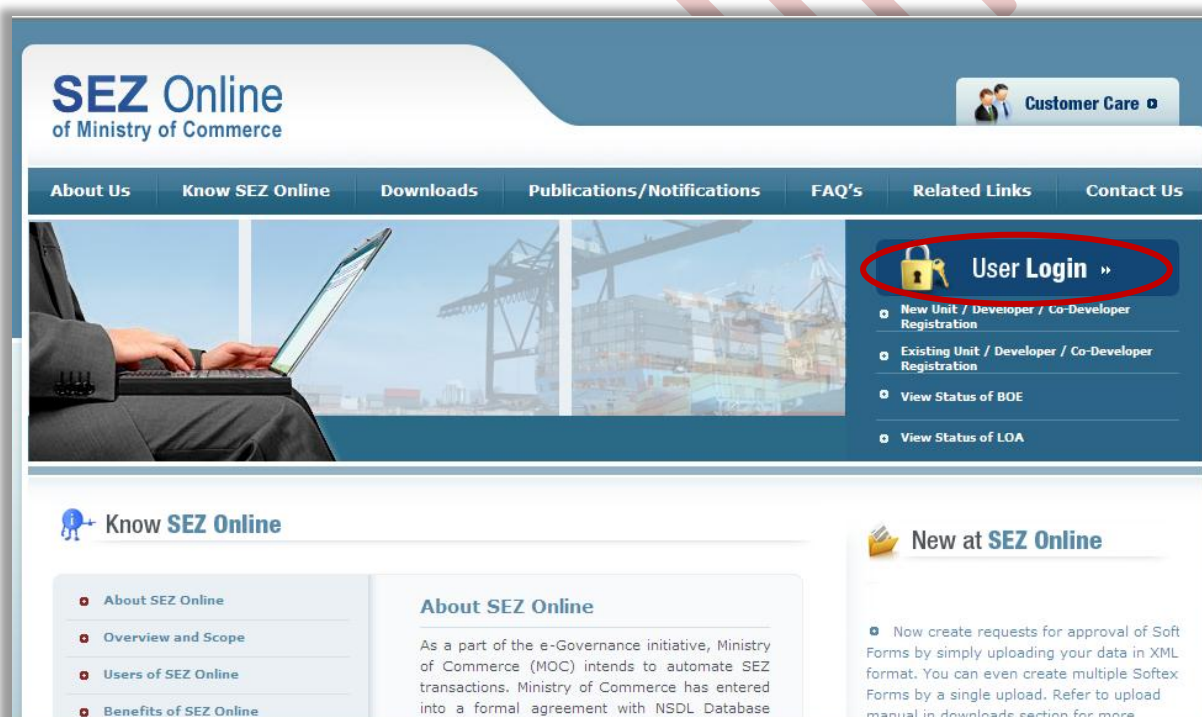 SEZ Online
of Ministry of Commerce
Customer Care
About Us
Know SEZ Online
Downloads
Publications/Notifications
FAQ's
Related Links
Contact Us
User Login »
New Unit / Developer / Co-Developer
Registration
Existing Unit / Developer / Co-Developer
Registration
View Status of BOE
View Status of LOA
Know SEZ Online
About SEZ Online
Overview and Scope
Users of SEZ Online
Benefits of SEZ Online
About SEZ Online
As a part of the e-Governance initiative, Ministry
of Commerce (MOC) intends to automate SEZ
transactions. Ministry of Commerce has entered
into a formal agreement with NSDL Database
New at SEZ Online
Now create requests for approval of Soft
Forms by simply uploading your data in XML
format. You can even create multiple Softex
Forms by a single upload. Refer to upload
manual in downloads section for more